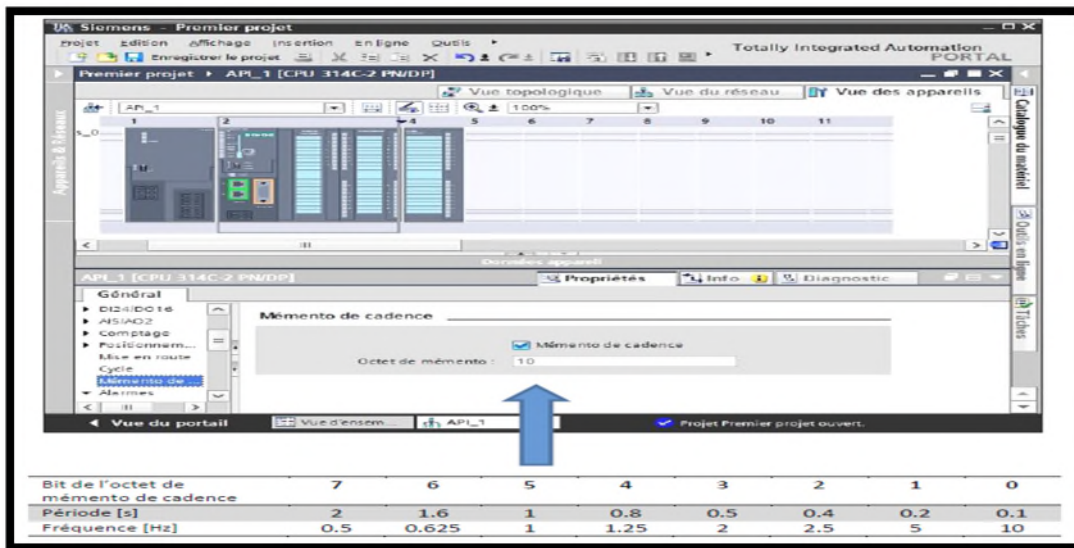 Siemens - Premier projet
Projet Edition Affichage Insertion En ligne Outils
Totally Integrated Automation
PORTAL
Enregistrer le projet
Premier projet ▸ API_1 [CPU 314C-2 PN/DP]
Vue topologique Vue du réseau Vue des appareils
API_1 100%
1 2 4 5 6 7 8 9 10 11
s_0
Appareils & Réseaux
Catalogue du matériel
Outils en ligne
Tâches
Données appareil
API_1 [CPU 314C-2 PN/DP]
Propriétés Info Diagnostic
Général
DI24/DO16
AI5/AO2
Comptage
Positionnem...
Mise en route
Cycle
Mémento de ...
Alarmes
Mémento de cadence
Mémento de cadence
Octet de mémento : 10
Vue du portail Vue d'ensem... API_1 Projet Premier projet ouvert.
Bit de l'octet de 7 6 5 4 3 2 1 0
mémento de cadence
Période [s] 2 1.6 1 0.8 0.5 0.4 0.2 0.1
Fréquence [Hz] 0.5 0.625 1 1.25 2 2.5 5 10